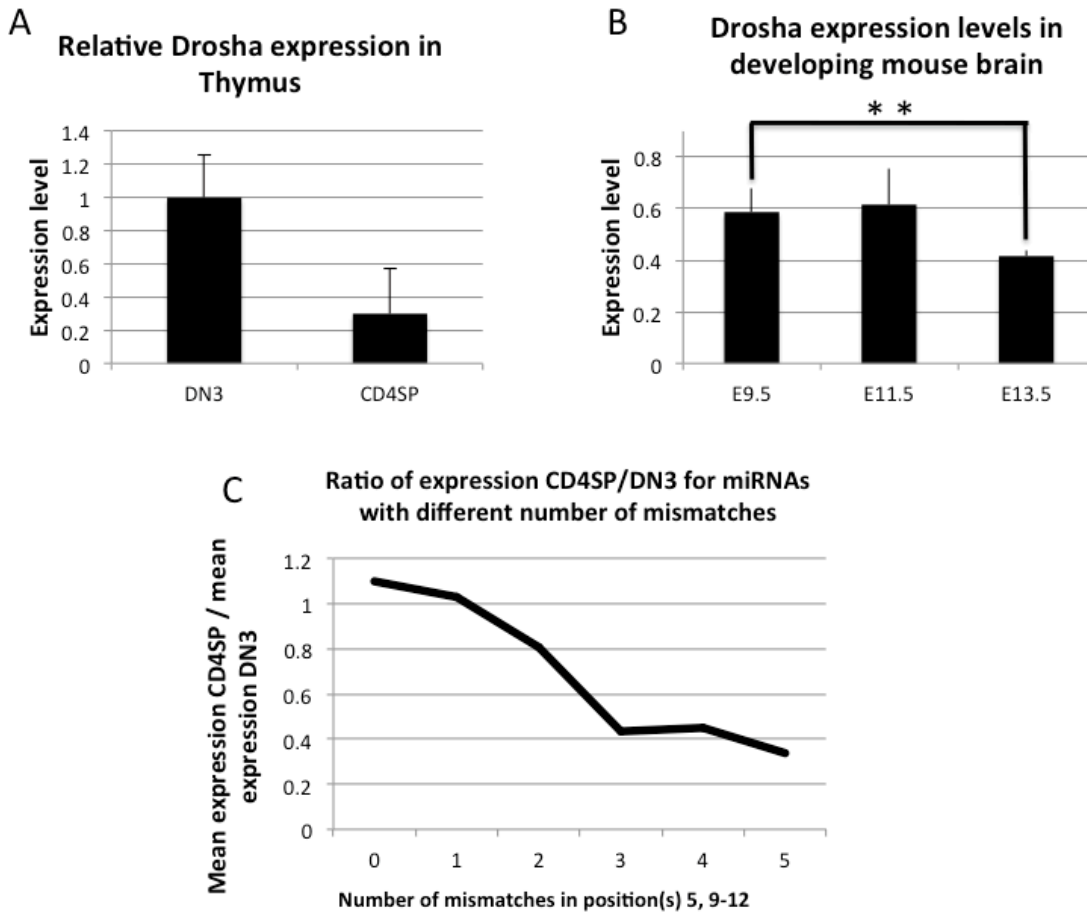 A
Relative Drosha expression in
Thymus
Expression level
1.4
1.2
1
0.8
0.6
0.4
0.2
0
DN3 CD4SP
B
Drosha expression levels in
developing mouse brain
* *
Expression level
0.8
0.6
0.4
0.2
0
E9.5 E11.5 E13.5
C
Ratio of expression CD4SP/DN3 for miRNAs
with different number of mismatches
Mean expression CD4SP / mean
expression DN3
1.2
1
0.8
0.6
0.4
0.2
0
0 1 2 3 4 5
Number of mismatches in position(s) 5, 9-12